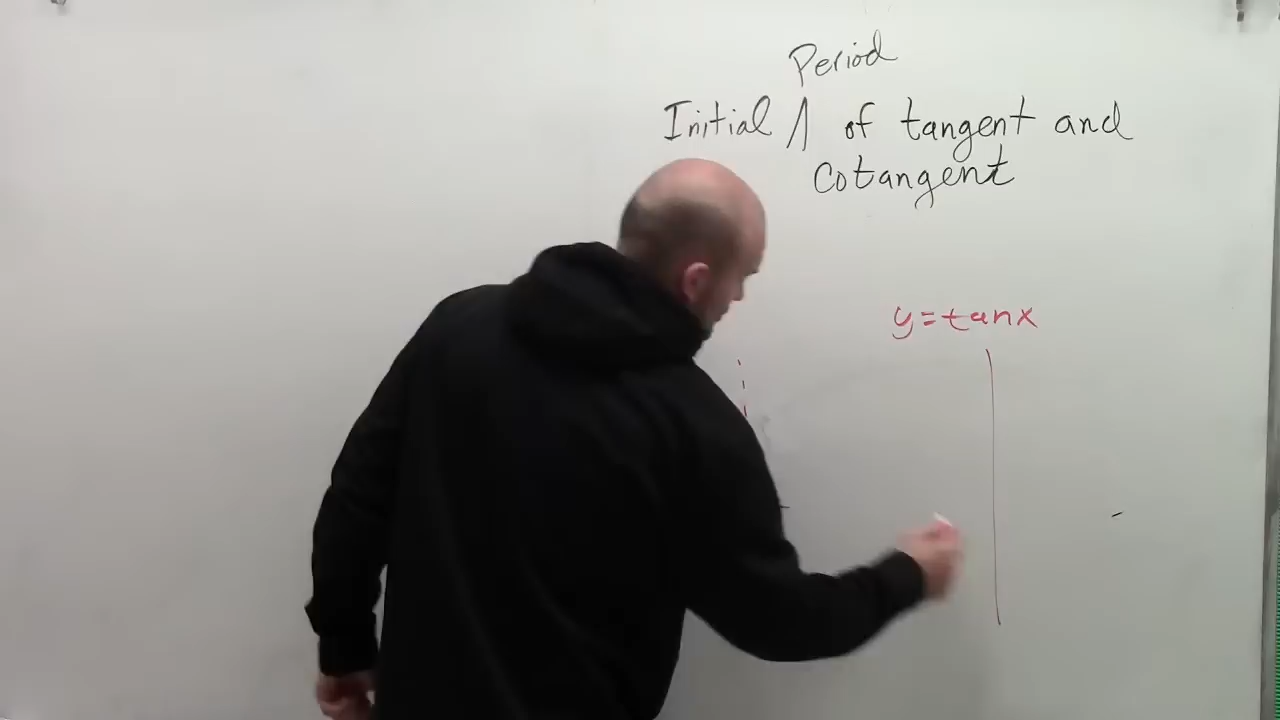 Period
Initial /\ of tangent and
cotangent
y=tanx